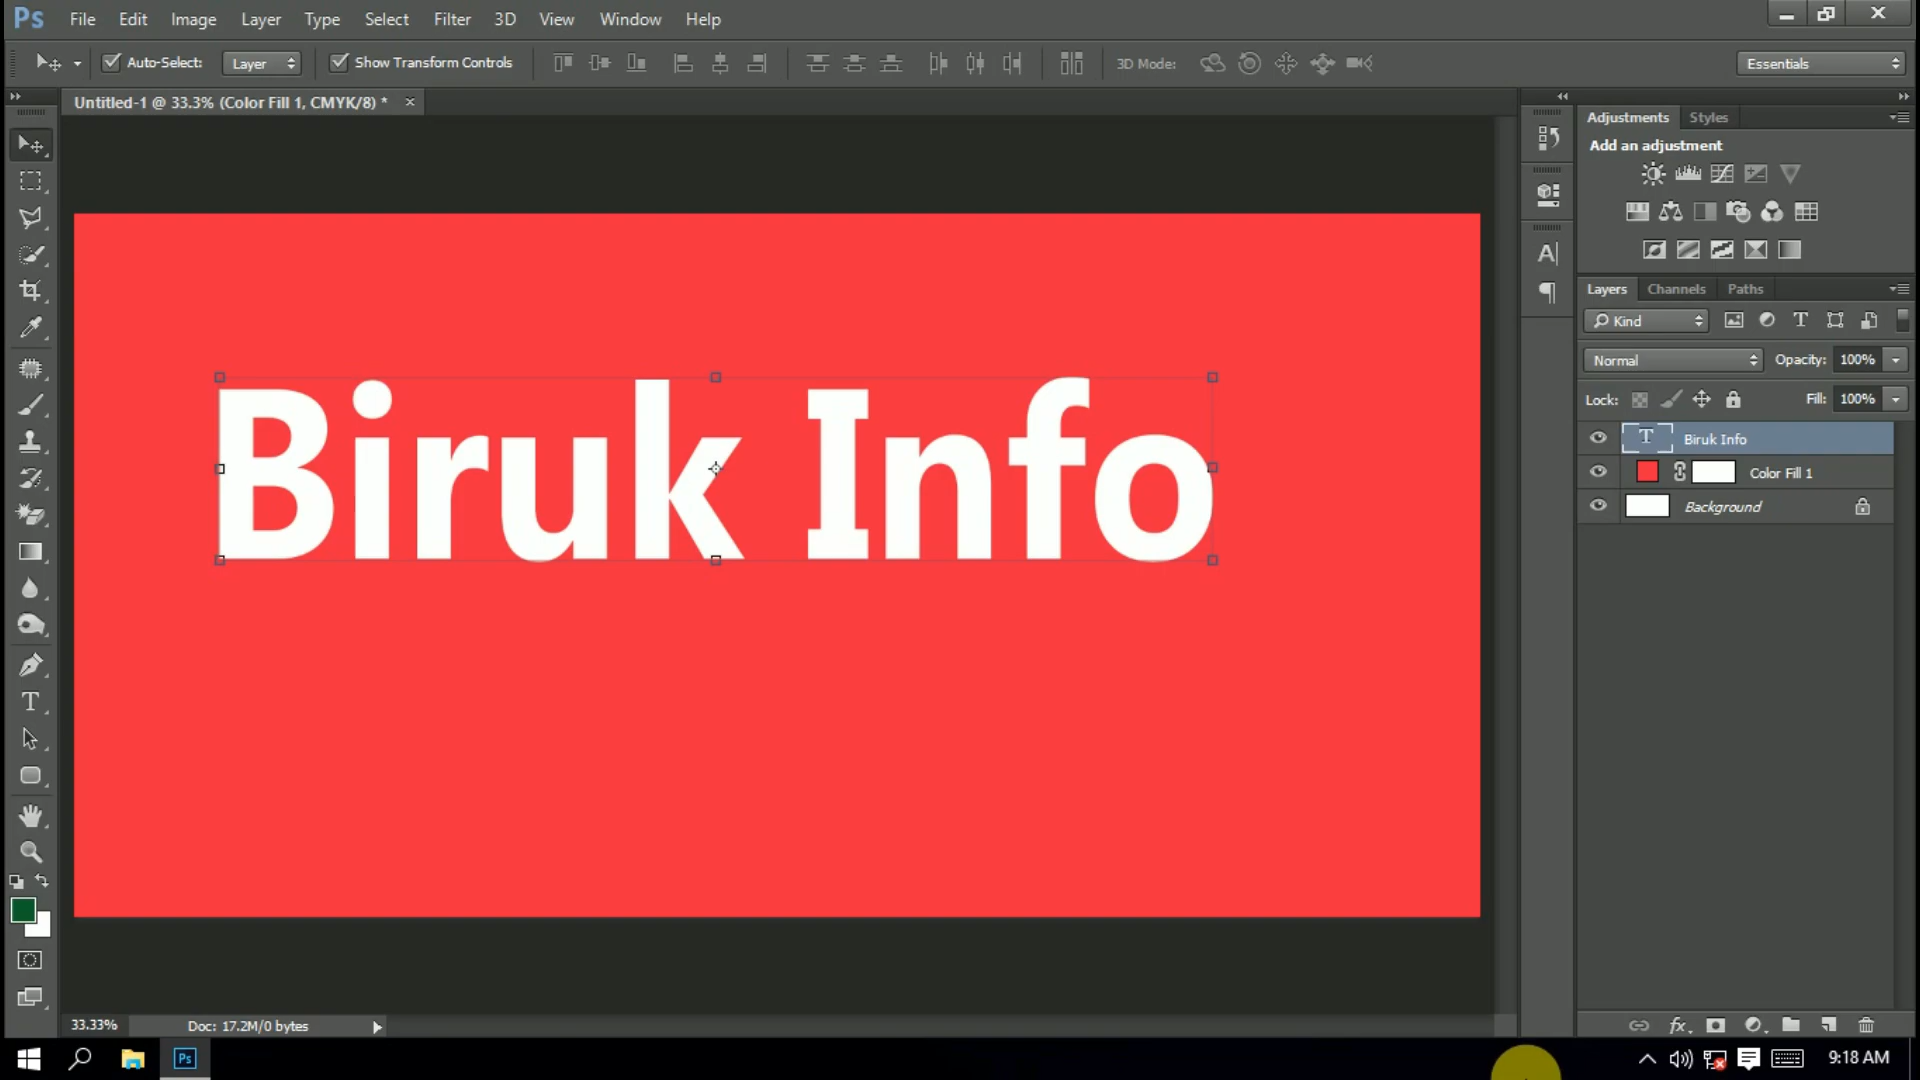 Ps File Edit Image Layer Type Select Filter 3D View Window Help
Auto-Select: Layer Show Transform Controls 3D Mode: Essentials
Untitled-1 @ 33.3% (Color Fill 1, CMYK/8) * ×
Adjustments Styles
Add an adjustment
Layers Channels Paths
Kind
Normal Opacity: 100%
Lock: Fill: 100%
T Biruk Info
Color Fill 1
Background
Biruk Info
33.33% Doc: 17.2M/0 bytes
fx
Ps 9:18 AM